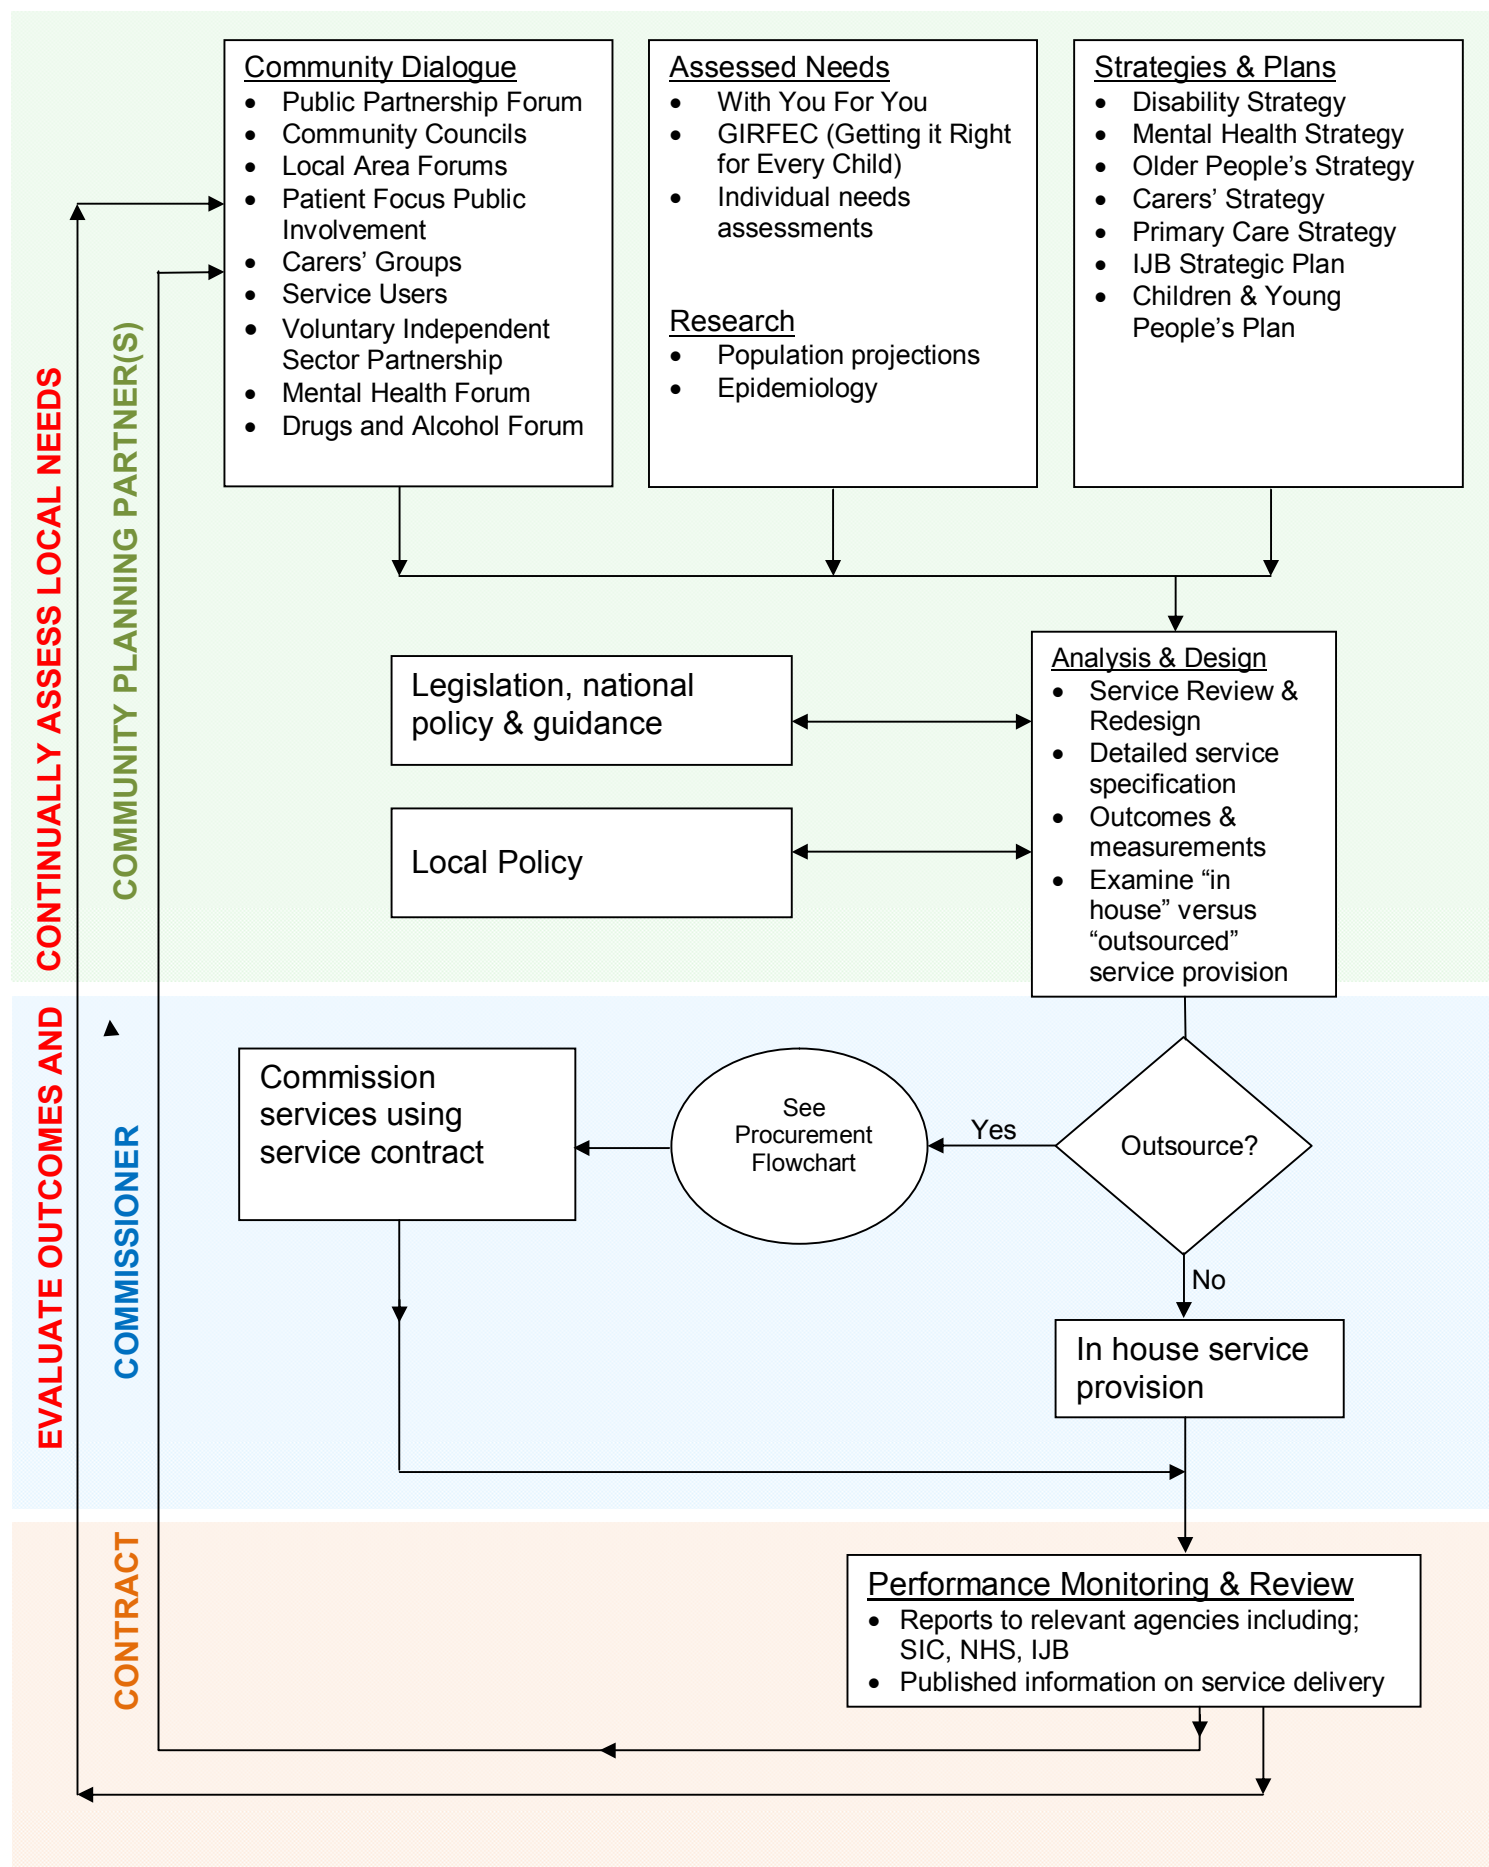 Community Dialogue
• Public Partnership Forum
• Community Councils
• Local Area Forums
• Patient Focus Public
Involvement
• Carers’ Groups
• Service Users
• Voluntary Independent
Sector Partnership
• Mental Health Forum
• Drugs and Alcohol Forum
Assessed Needs
• With You For You
• GIRFEC (Getting it Right
for Every Child)
• Individual needs
assessments
Research
• Population projections
• Epidemiology
Strategies & Plans
• Disability Strategy
• Mental Health Strategy
• Older People’s Strategy
• Carers’ Strategy
• Primary Care Strategy
• IJB Strategic Plan
• Children & Young
People’s Plan
EVALUATE OUTCOMES AND CONTINUALLY ASSESS LOCAL NEEDS
COMMUNITY PLANNING PARTNER(S)
Legislation, national
policy & guidance
Local Policy
Analysis & Design
• Service Review &
Redesign
• Detailed service
specification
• Outcomes &
measurements
• Examine “in
house” versus
“outsourced”
service provision
COMMISSIONER
Commission
services using
service contract
See
Procurement
Flowchart
Yes
Outsource?
No
In house service
provision
CONTRACT
Performance Monitoring & Review
• Reports to relevant agencies including;
SIC, NHS, IJB
• Published information on service delivery